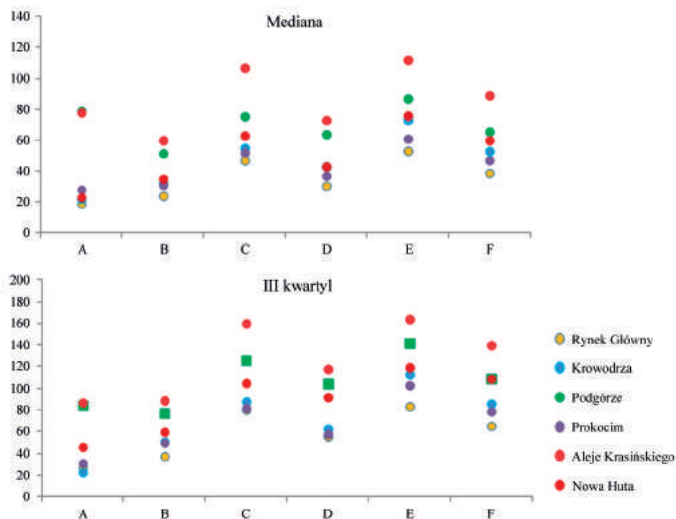 Mediana
140
120
100
80
60
40
20
0
A B C D E F
III kwartyl
200
180
160
140
120
100
80
60
40
20
0
A B C D E F
Rynek Główny
Krowodrza
Podgórze
Prokocim
Aleje Krasińskiego
Nowa Huta